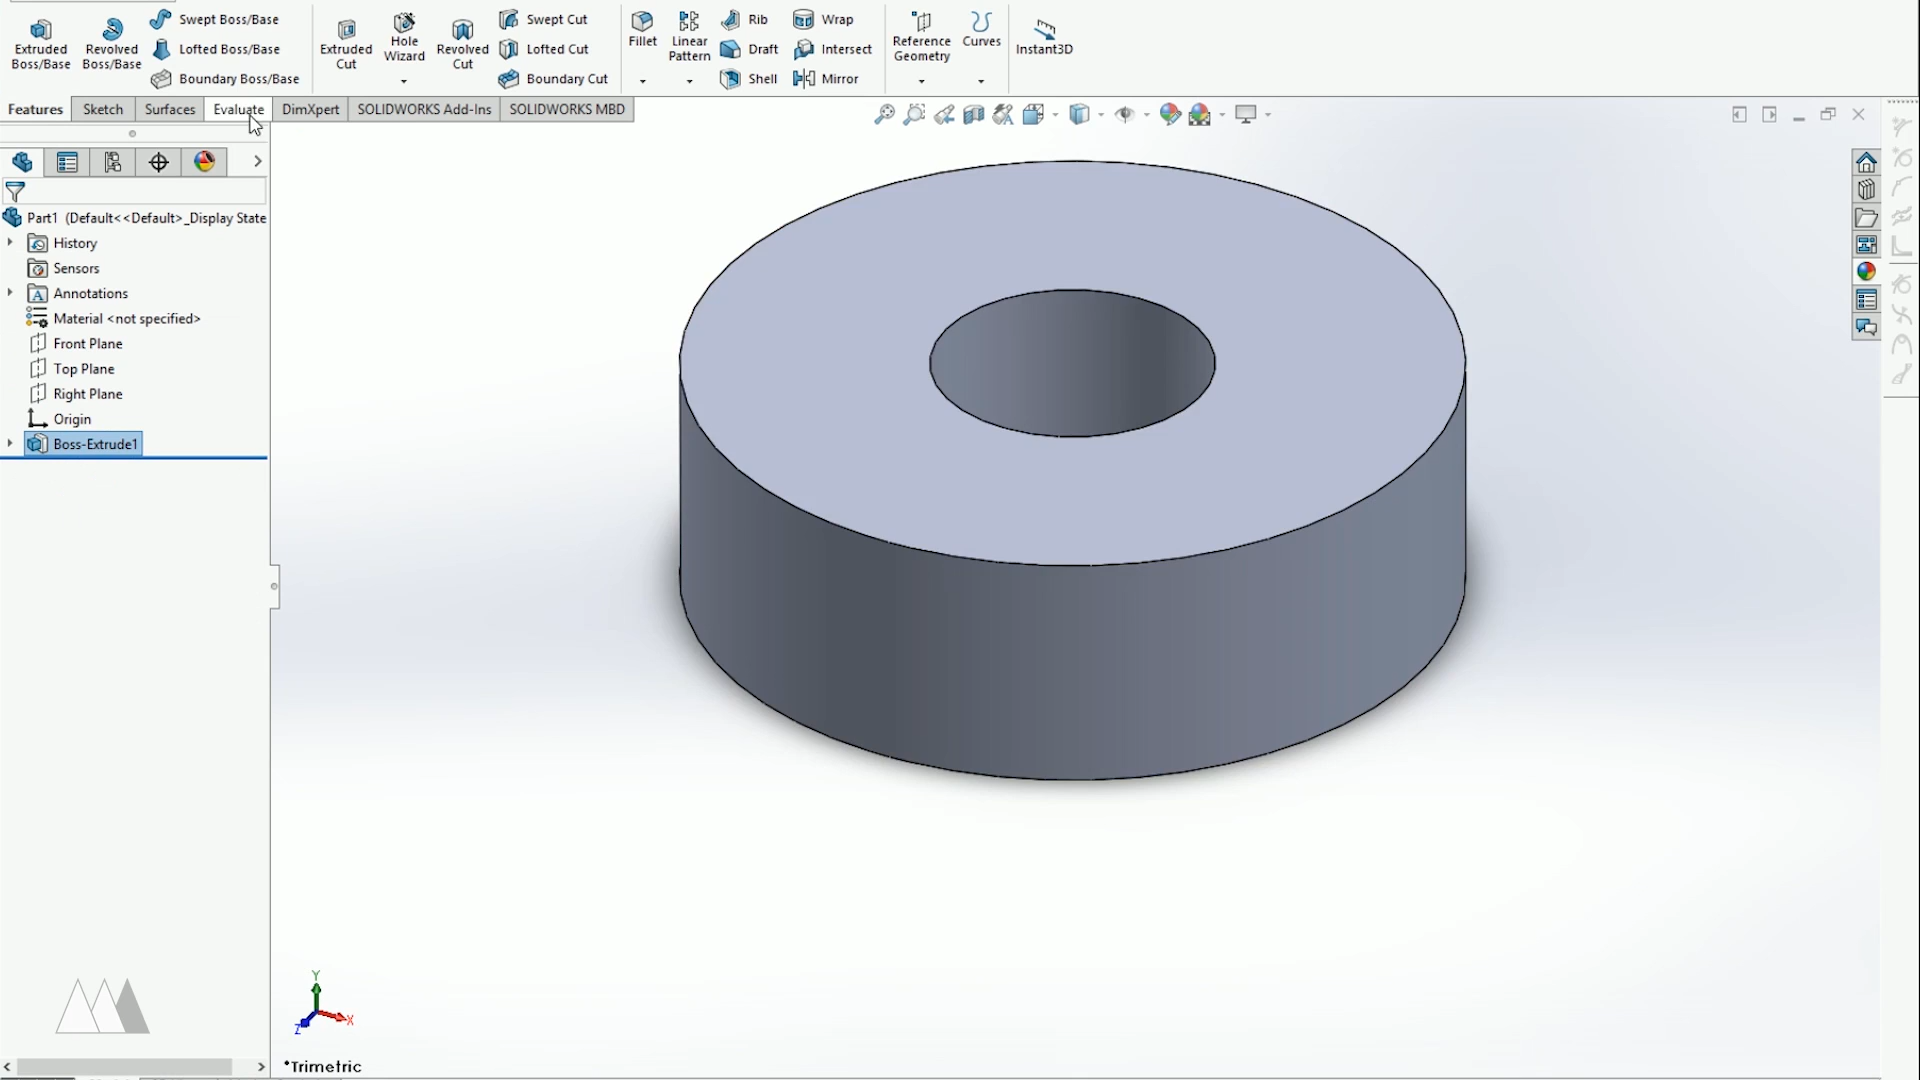 Extruded Boss/Base
Revolved Boss/Base
Swept Boss/Base
Lofted Boss/Base
Boundary Boss/Base
Extruded Cut
Hole Wizard
Revolved Cut
Swept Cut
Lofted Cut
Boundary Cut
Fillet
Linear Pattern
Rib
Draft
Shell
Wrap
Intersect
Mirror
Reference Geometry
Curves
Instant3D
Features
Sketch
Surfaces
Evaluate
DimXpert
SOLIDWORKS Add-Ins
SOLIDWORKS MBD
Part1 (Default<<Default>_Display State
History
Sensors
A Annotations
Material <not specified>
Front Plane
Top Plane
Right Plane
Origin
Boss-Extrude1
Y
X
Z
*Trimetric